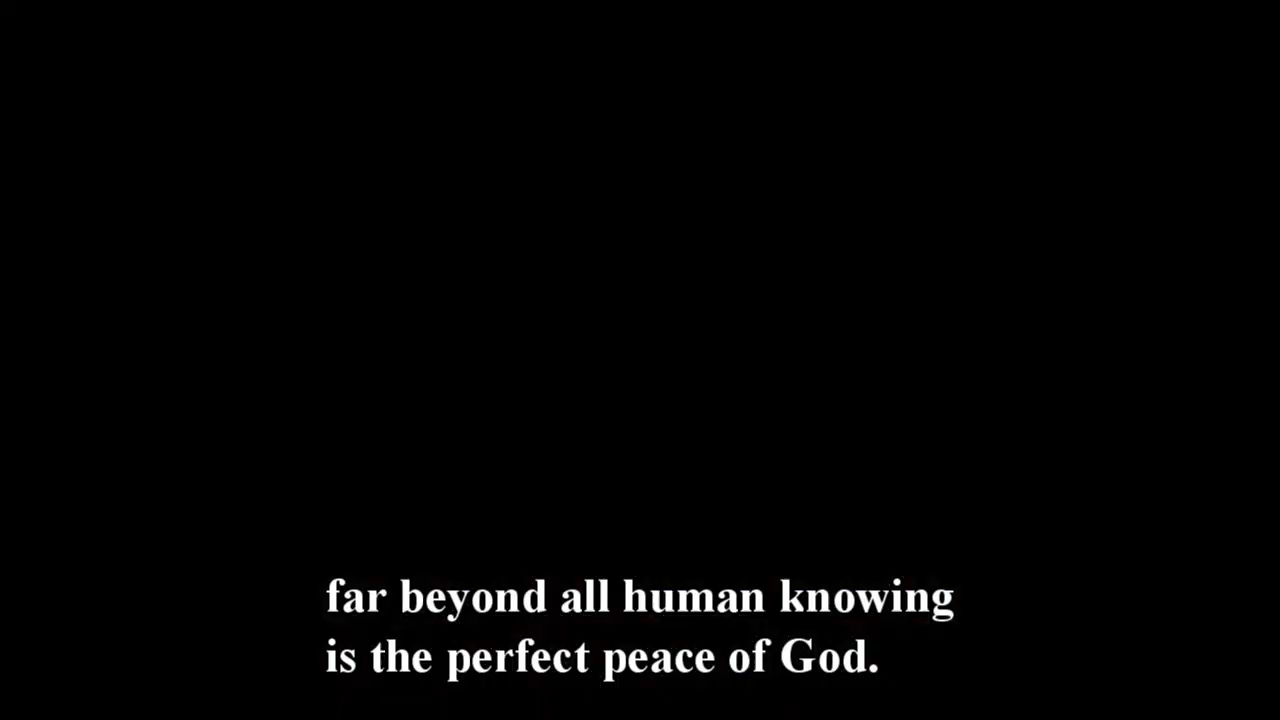 far beyond all human knowing
is the perfect peace of God.